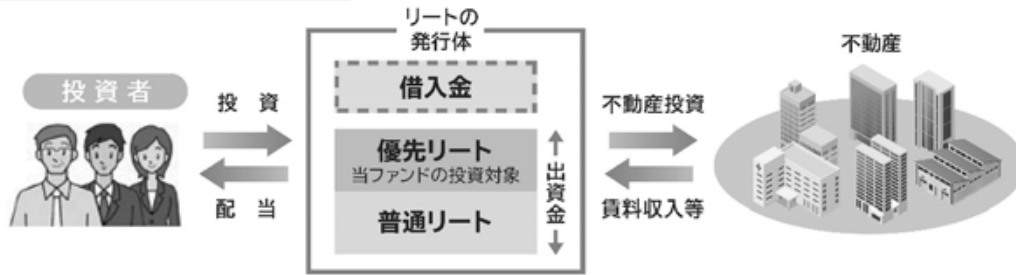 リートの
発行体
不動産
投資者
投資
借入金
不動産投資
優先リート
当ファンドの投資対象
出資金
配当
普通リート
賃料収入等